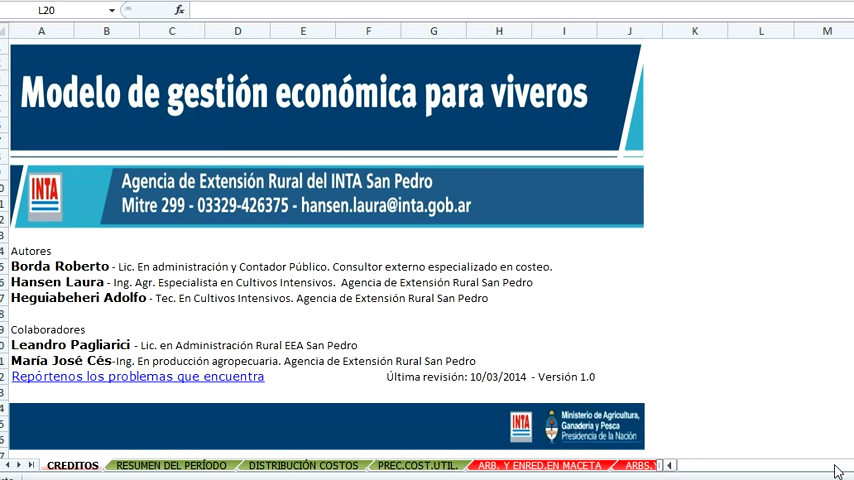 L20
fx
A B C D E F G H I J K L M
Modelo de gestión económica para viveros
INTA
Agencia de Extensión Rural del INTA San Pedro
Mitre 299 - 03329-426375 - hansen.laura@inta.gob.ar
Autores
Borda Roberto - Lic. En administración y Contador Público. Consultor externo especializado en costeo.
Hansen Laura - Ing. Agr. Especialista en Cultivos Intensivos. Agencia de Extensión Rural San Pedro
Heguiabeheri Adolfo - Tec. En Cultivos Intensivos. Agencia de Extensión Rural San Pedro
Colaboradores
Leandro Pagliarici - Lic. en Administración Rural EEA San Pedro
María José Cés-Ing. En producción agropecuaria. Agencia de Extensión Rural San Pedro
Repórtenos los problemas que encuentra Última revisión: 10/03/2014 - Versión 1.0
INTA
Ministerio de Agricultura,
Ganadería y Pesca
Presidencia de la Nación
CREDITOS RESUMEN DEL PERÍODO DISTRIBUCIÓN COSTOS PREC.COST.UTIL. ARB. Y ENRED.EN MACETA ARBS.